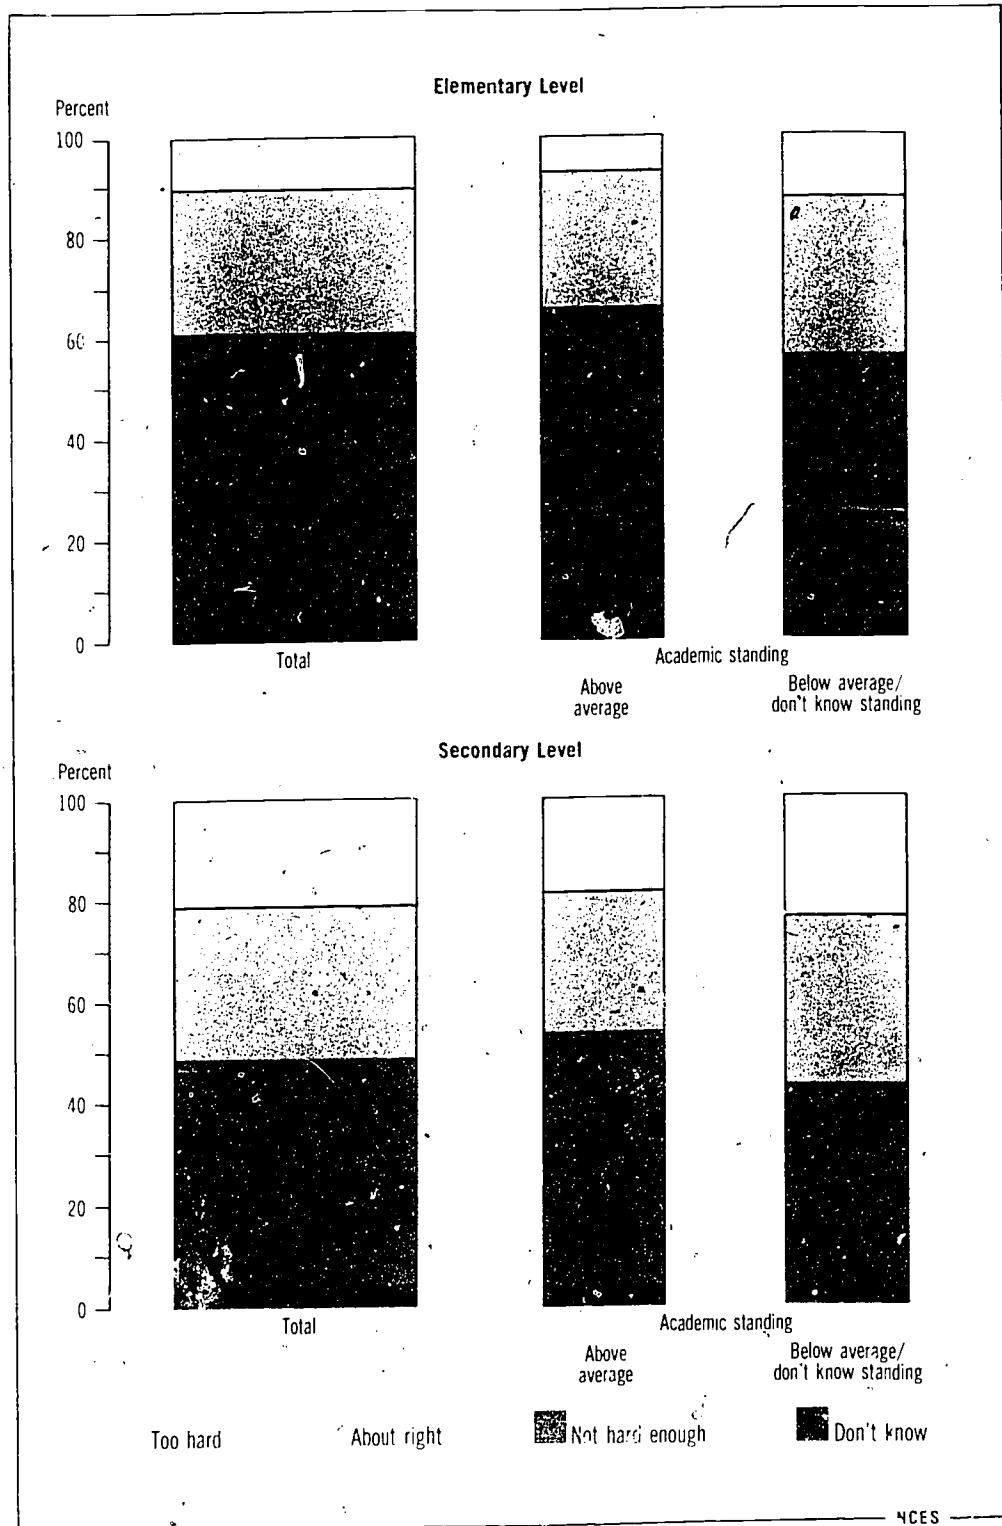 Elementary Level
Percent
100
80
60
40
20
0
Total
Academic standing
Above
average
Below average/
don't know standing
Secondary Level
Percent
100
80
60
40
20
0
Total
Academic standing
Above
average
Below average/
don't know standing
Too hard
About right
Not hard enough
Don't know
NCES